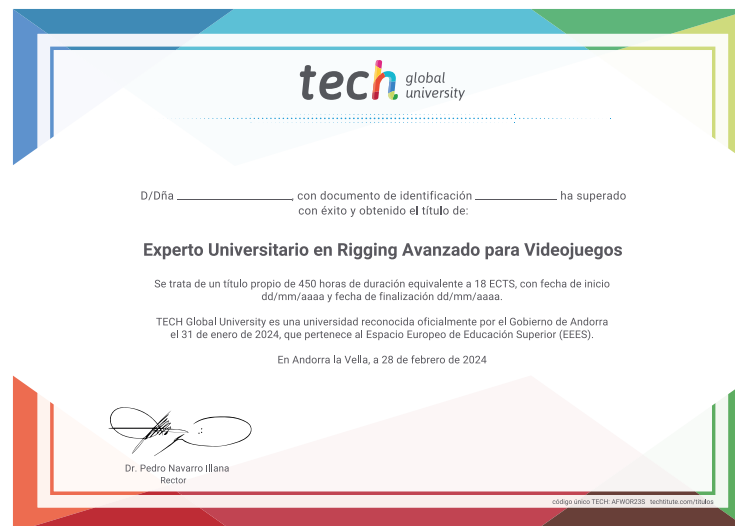 tech global university
D/Dña ______________, con documento de identificación __________ ha superado
con éxito y obtenido el título de:
Experto Universitario en Rigging Avanzado para Videojuegos
Se trata de un título propio de 450 horas de duración equivalente a 18 ECTS, con fecha de inicio
dd/mm/aaaa y fecha de finalización dd/mm/aaaa.
TECH Global University es una universidad reconocida oficialmente por el Gobierno de Andorra
el 31 de enero de 2024, que pertenece al Espacio Europeo de Educación Superior (EEES).
En Andorra la Vella, a 28 de febrero de 2024
Dr. Pedro Navarro Illana
Rector
código único TECH: AFWOR23S techtitute.com/titulos